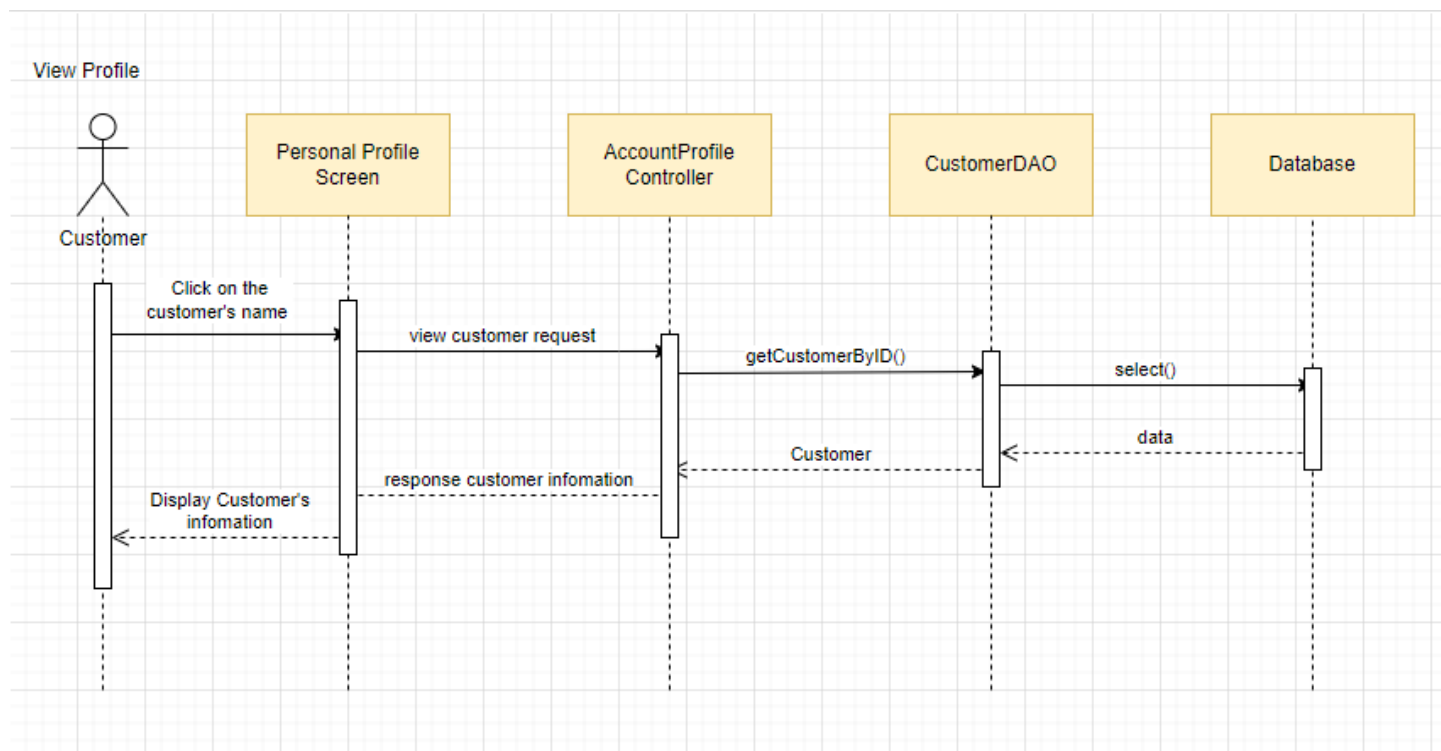 View Profile
Personal Profile
Screen
AccountProfile
Controller
CustomerDAO
Database
Customer
Click on the
customer's name
view customer request
getCustomerByID()
select()
data
Customer
response customer infomation
Display Customer's
infomation